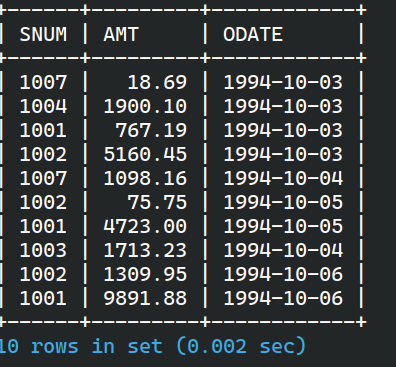 +------+---------+------------+
| SNUM | AMT     | ODATE      |
+------+---------+------------+
| 1007 |   18.69 | 1994-10-03 |
| 1004 | 1900.10 | 1994-10-03 |
| 1001 |  767.19 | 1994-10-03 |
| 1002 | 5160.45 | 1994-10-03 |
| 1007 | 1098.16 | 1994-10-04 |
| 1002 |   75.75 | 1994-10-05 |
| 1001 | 4723.00 | 1994-10-05 |
| 1003 | 1713.23 | 1994-10-04 |
| 1002 | 1309.95 | 1994-10-06 |
| 1001 | 9891.88 | 1994-10-06 |
+------+---------+------------+
10 rows in set (0.002 sec)